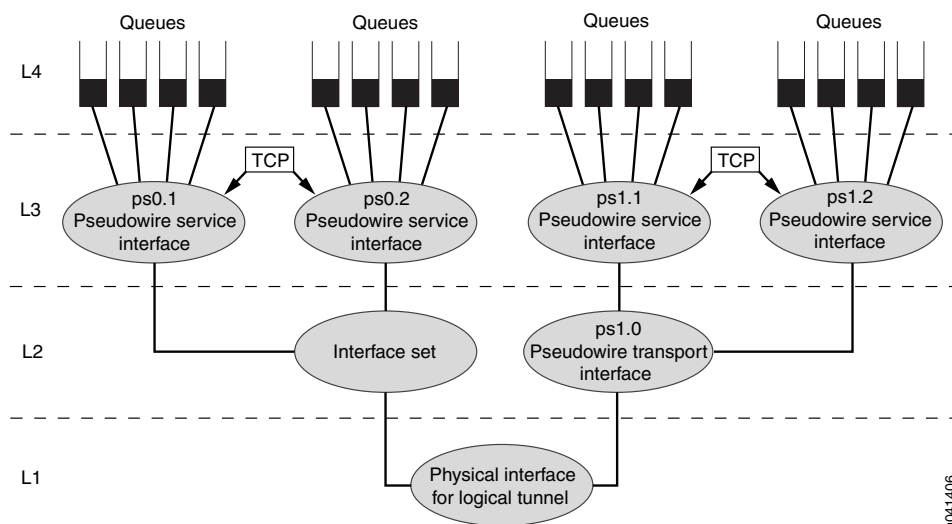 Queues
Queues
Queues
Queues
L4
TCP
TCP
L3
ps0.1
Pseudowire service
interface
ps0.2
Pseudowire service
interface
ps1.1
Pseudowire service
interface
ps1.2
Pseudowire service
interface
L2
Interface set
ps1.0
Pseudowire transport
interface
L1
Physical interface
for logical tunnel